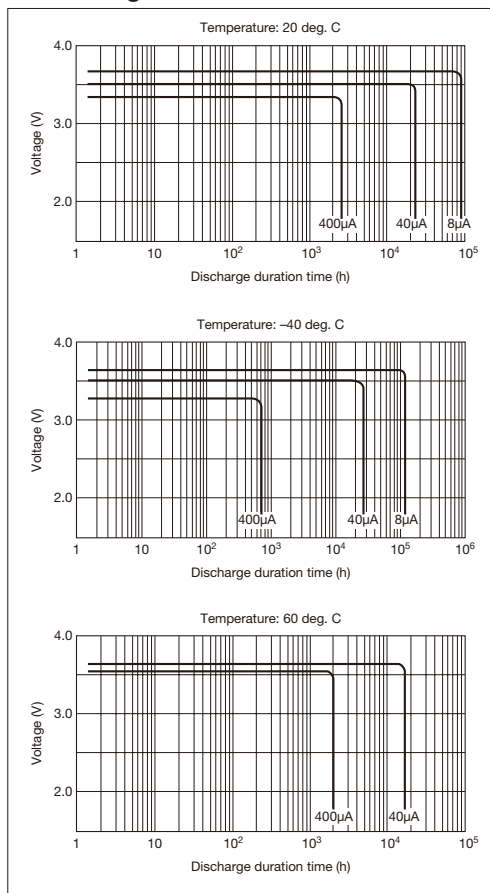 Temperature: 20 deg. C
4.0
3.0
2.0
Voltage (V)
400μA 40μA 8μA
1 10 10² 10³ 10⁴ 10⁵
Discharge duration time (h)
Temperature: –40 deg. C
4.0
3.0
2.0
Voltage (V)
400μA 40μA 8μA
1 10 10² 10³ 10⁴ 10⁵ 10⁶
Discharge duration time (h)
Temperature: 60 deg. C
4.0
3.0
2.0
Voltage (V)
400μA 40μA
1 10 10² 10³ 10⁴ 10⁵
Discharge duration time (h)